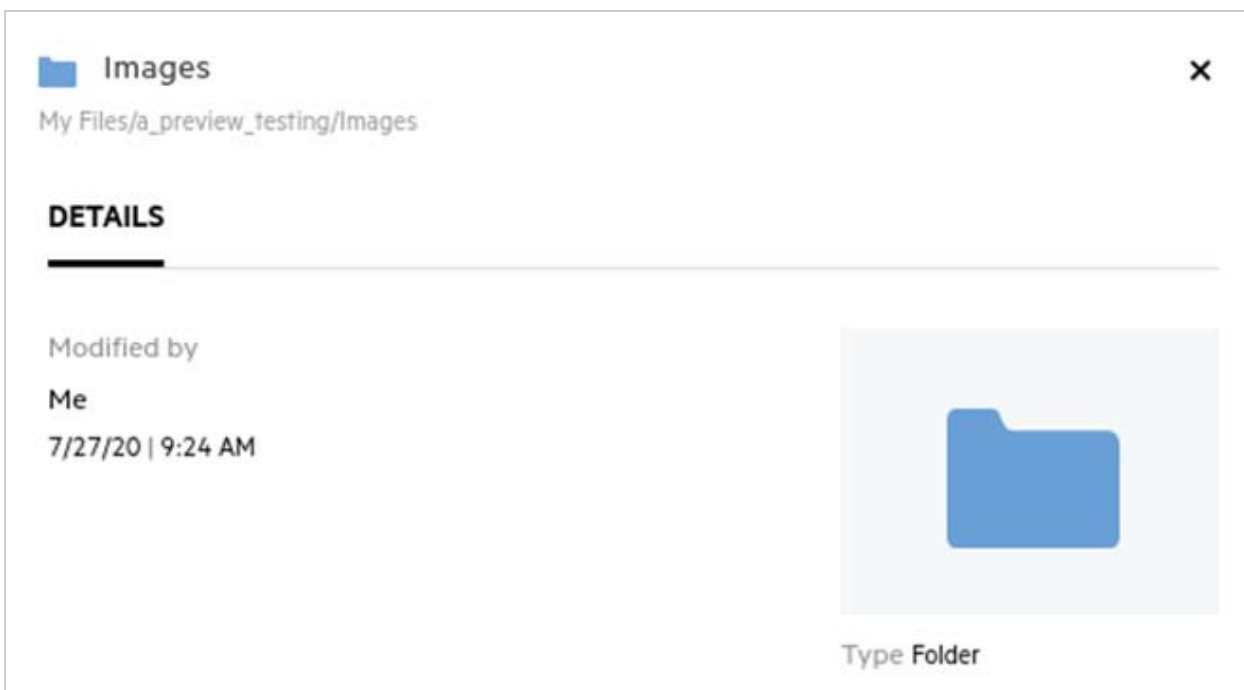 Images
My Files/a_preview_testing/Images
DETAILS
Modified by
Me
7/27/20 | 9:24 AM
Type Folder